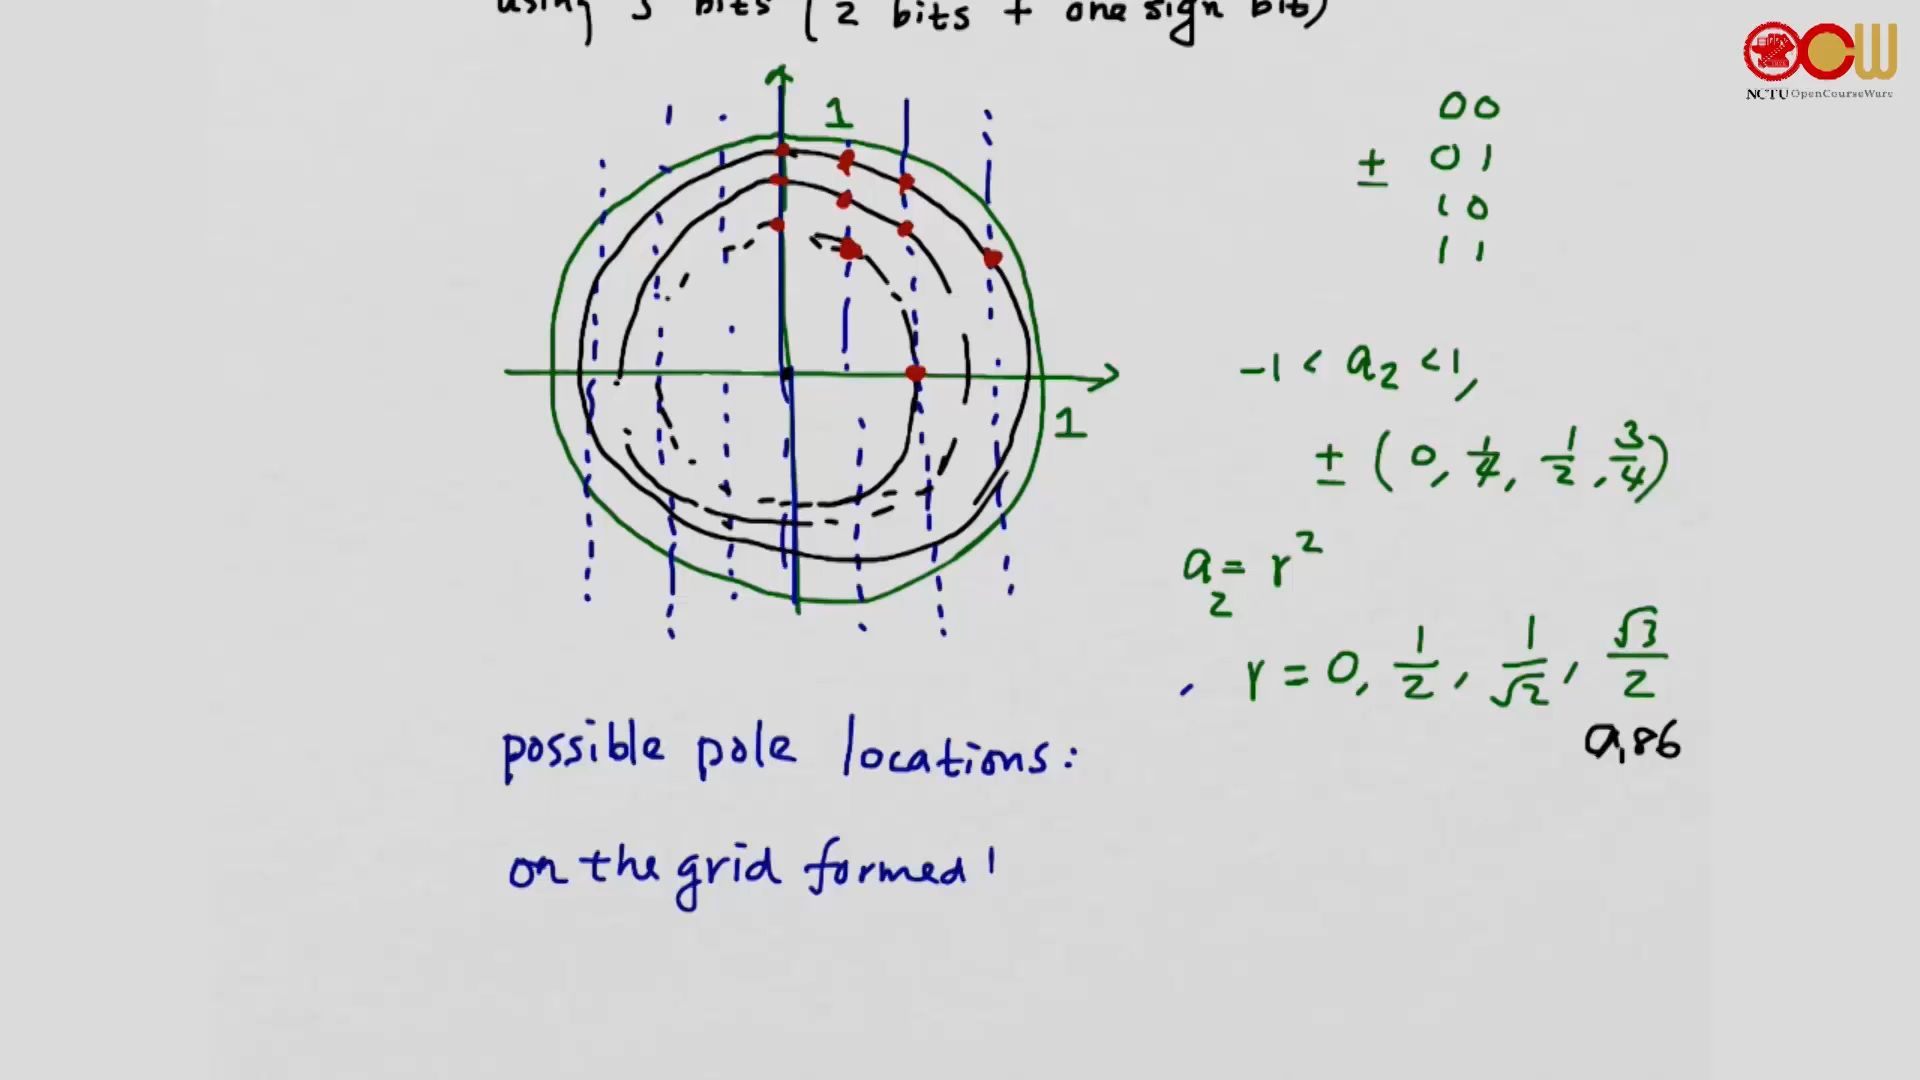 using 3 bits (2 bits + one sign bit)
OCW
NCTU OpenCourseWare
1
1
00
± 01
10
11
-1 < a₂ < 1,
± (0, 1/4, 1/2, 3/4)
a₂ = r²
r = 0, 1/2, 1/√2, √3/2
0.86
possible pole locations:
on the grid formed